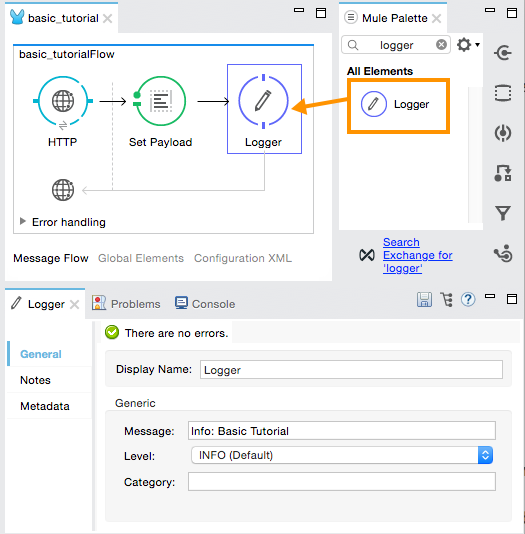 basic_tutorial
Mule Palette
basic_tutorialFlow
logger
All Elements
Logger
HTTP
Set Payload
Logger
Error handling
Message Flow
Global Elements
Configuration XML
Search
Exchange for
'logger'
Logger
Problems
Console
There are no errors.
General
Notes
Metadata
Display Name:
Logger
Generic
Message:
Info: Basic Tutorial
Level:
INFO (Default)
Category: